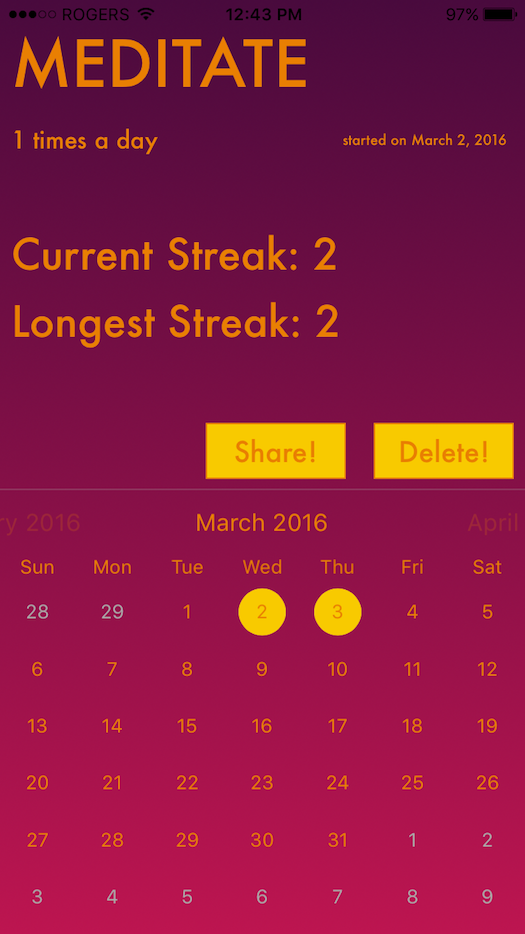 ROGERS 12:43 PM 97%
MEDITATE
1 times a day started on March 2, 2016
Current Streak: 2
Longest Streak: 2
Share! Delete!
ry 2016 March 2016 April
Sun Mon Tue Wed Thu Fri Sat
28 29 1 2 3 4 5
6 7 8 9 10 11 12
13 14 15 16 17 18 19
20 21 22 23 24 25 26
27 28 29 30 31 1 2
3 4 5 6 7 8 9